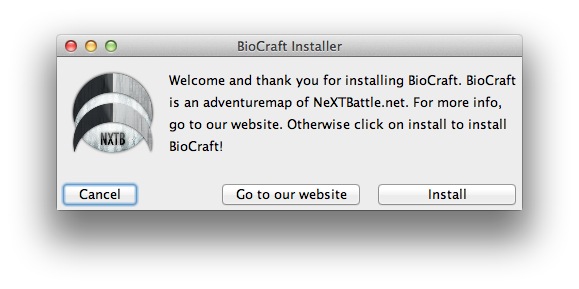 BioCraft Installer
Welcome and thank you for installing BioCraft. BioCraft
is an adventuremap of NeXTBattle.net. For more info,
go to our website. Otherwise click on install to install
BioCraft!
NXTB
Cancel
Go to our website
Install